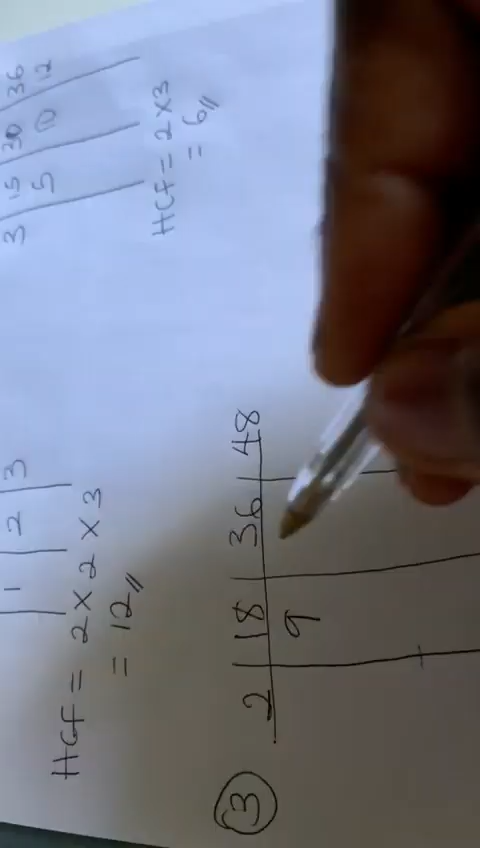 1 | 2 | 3
HCF = 2 x 2 x 3
= 12
3 | 15 | 30 | 36
5 | 10 | 12
HCF = 2 x 3
= 6
③ 2 | 18 | 36 | 48
9